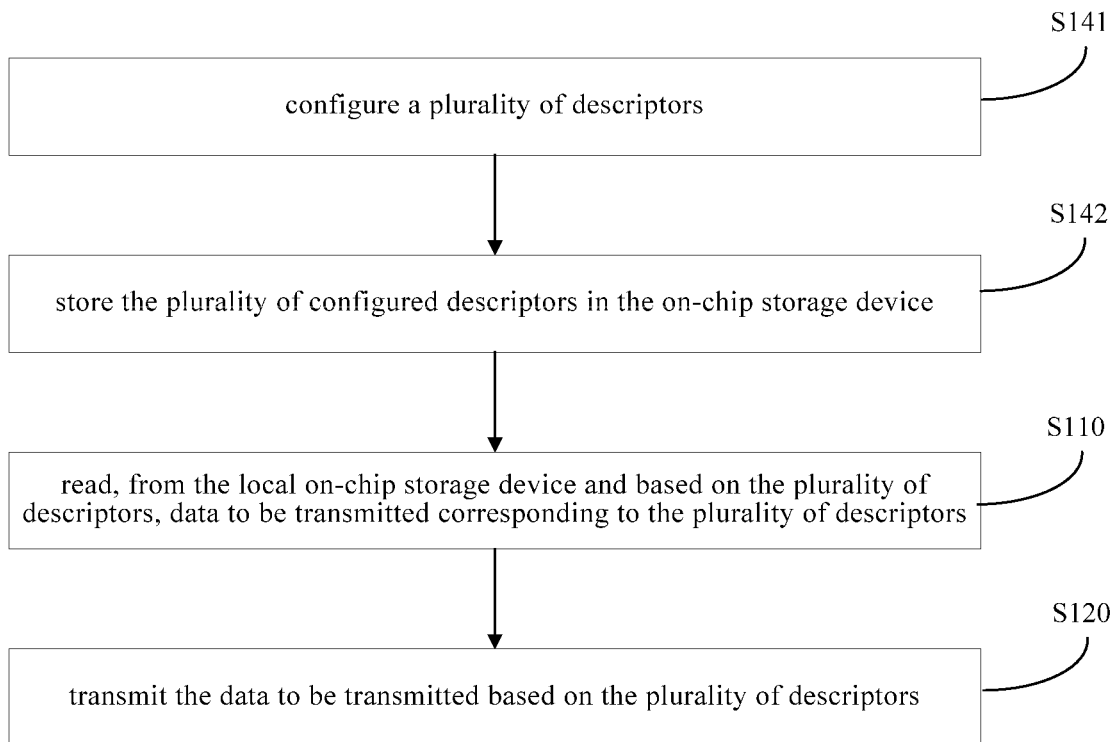 S141
configure a plurality of descriptors
S142
store the plurality of configured descriptors in the on-chip storage device
S110
read, from the local on-chip storage device and based on the plurality of
descriptors, data to be transmitted corresponding to the plurality of descriptors
S120
transmit the data to be transmitted based on the plurality of descriptors